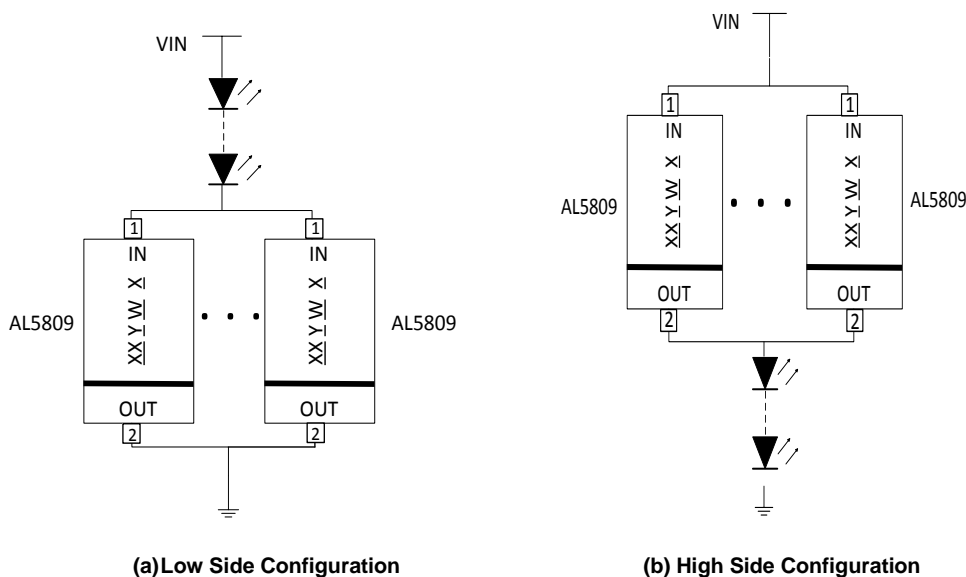 VIN
1
IN
XX Y W X
OUT
2
AL5809
1
IN
XX Y W X
OUT
2
AL5809
(a)Low Side Configuration
VIN
1
IN
XX Y W X
OUT
2
AL5809
1
IN
XX Y W X
OUT
2
AL5809
(b) High Side Configuration